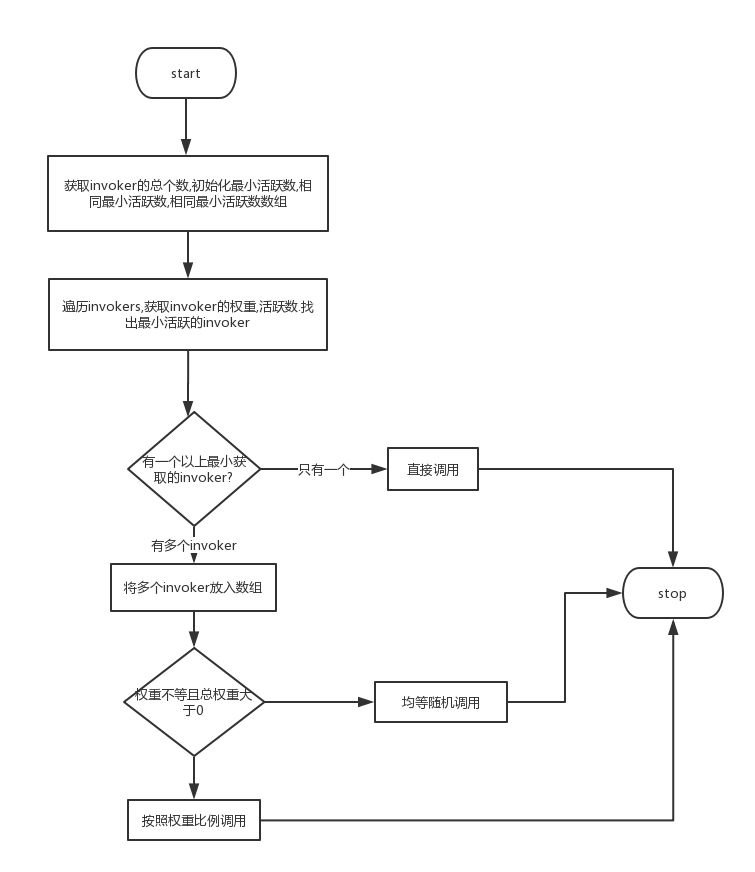 start
获取invoker的总个数,初始化最小活跃数,相
同最小活跃数,相同最小活跃数数组
遍历invokers,获取invoker的权重,活跃数.找
出最小活跃的invoker
有一个以上最小获
取的invoker?
只有一个
直接调用
有多个invoker
将多个invoker放入数组
stop
权重不等且总权重大
于0
均等随机调用
按照权重比例调用